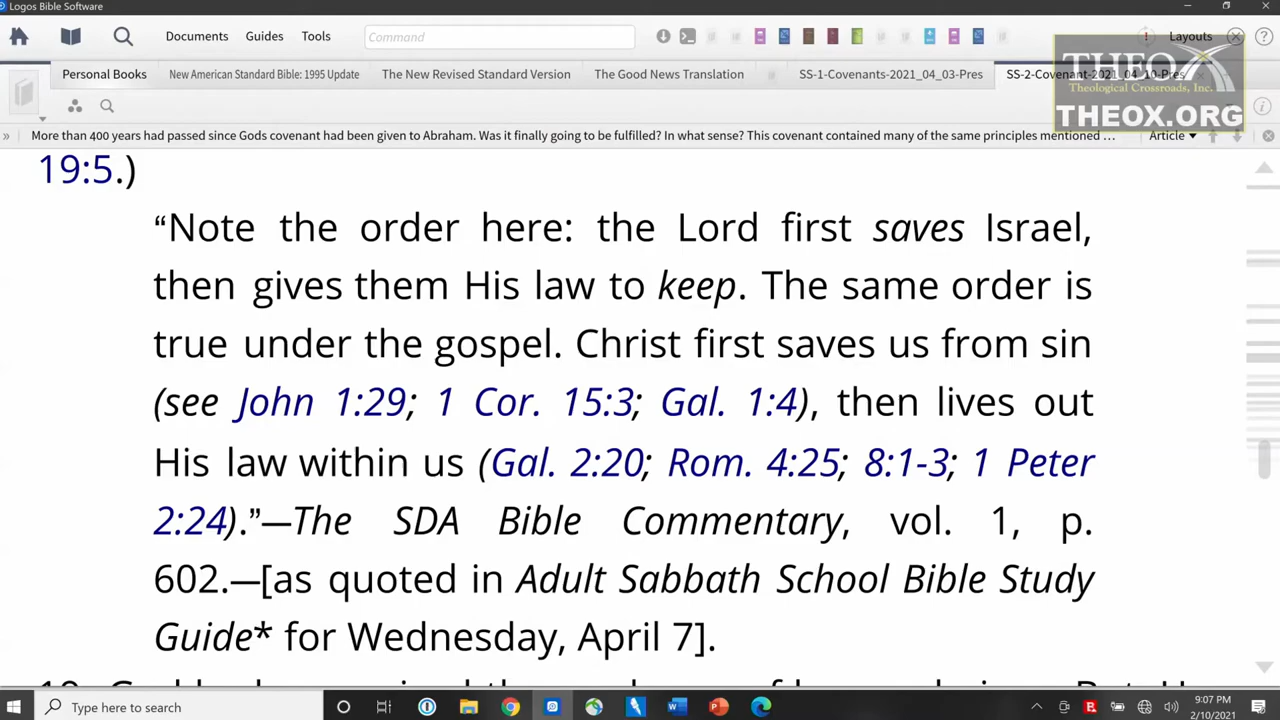 Logos Bible Software
Documents Guides Tools Command Layouts
Personal Books New American Standard Bible: 1995 Update The New Revised Standard Version The Good News Translation SS-1-Covenants-2021_04_03-Pres SS-2-Covenant-2021_04_10-Pres
THEOX
Theological Crossroads, Inc.
THEOX.ORG
» More than 400 years had passed since Gods covenant had been given to Abraham. Was it finally going to be fulfilled? In what sense? This covenant contained many of the same principles mentioned … Article
19:5.)
“Note the order here: the Lord first saves Israel,
then gives them His law to keep. The same order is
true under the gospel. Christ first saves us from sin
(see John 1:29; 1 Cor. 15:3; Gal. 1:4), then lives out
His law within us (Gal. 2:20; Rom. 4:25; 8:1-3; 1 Peter
2:24).”—The SDA Bible Commentary, vol. 1, p.
602.—[as quoted in Adult Sabbath School Bible Study
Guide* for Wednesday, April 7].
Type here to search
9:07 PM
2/10/2021